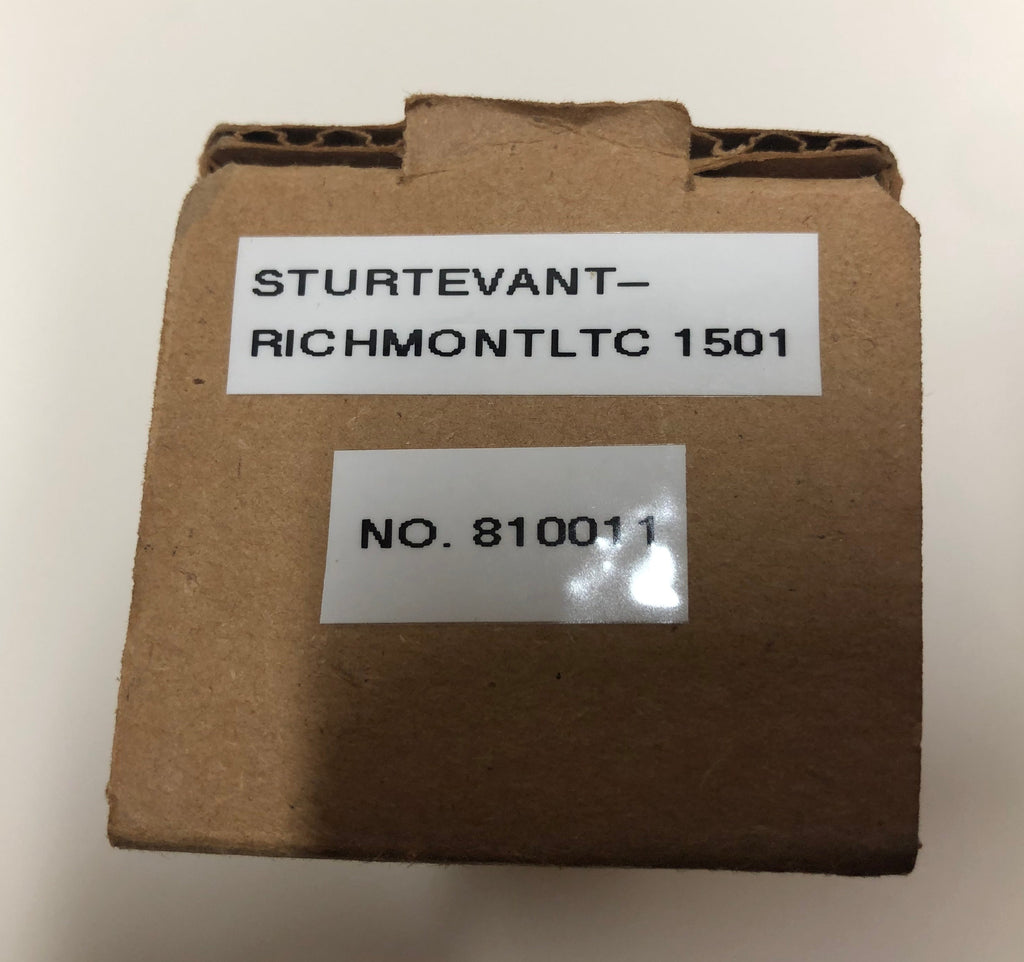 STURTEVANT–
RICHMONTLTC 1501
NO. 810011